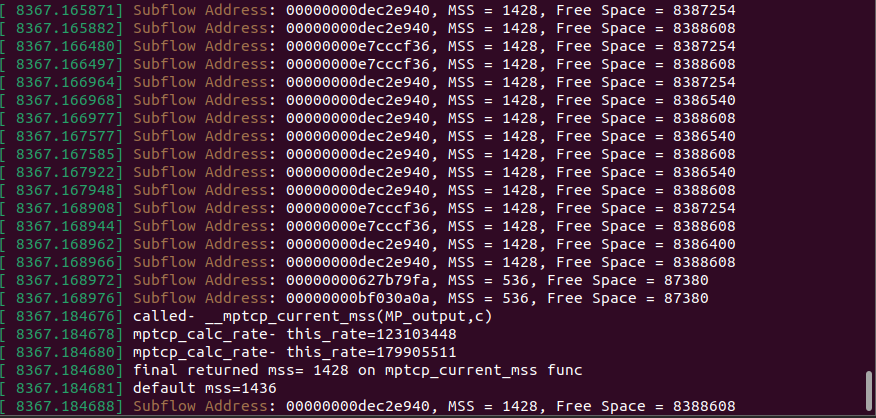 [ 8367.165871] Subflow Address: 00000000dec2e940, MSS = 1428, Free Space = 8387254
[ 8367.165882] Subflow Address: 00000000dec2e940, MSS = 1428, Free Space = 8388608
[ 8367.166480] Subflow Address: 00000000e7cccf36, MSS = 1428, Free Space = 8387254
[ 8367.166497] Subflow Address: 00000000e7cccf36, MSS = 1428, Free Space = 8388608
[ 8367.166964] Subflow Address: 00000000dec2e940, MSS = 1428, Free Space = 8387254
[ 8367.166968] Subflow Address: 00000000dec2e940, MSS = 1428, Free Space = 8386540
[ 8367.166977] Subflow Address: 00000000dec2e940, MSS = 1428, Free Space = 8388608
[ 8367.167577] Subflow Address: 00000000dec2e940, MSS = 1428, Free Space = 8386540
[ 8367.167585] Subflow Address: 00000000dec2e940, MSS = 1428, Free Space = 8388608
[ 8367.167922] Subflow Address: 00000000dec2e940, MSS = 1428, Free Space = 8386540
[ 8367.167948] Subflow Address: 00000000dec2e940, MSS = 1428, Free Space = 8388608
[ 8367.168908] Subflow Address: 00000000e7cccf36, MSS = 1428, Free Space = 8387254
[ 8367.168944] Subflow Address: 00000000e7cccf36, MSS = 1428, Free Space = 8388608
[ 8367.168962] Subflow Address: 00000000dec2e940, MSS = 1428, Free Space = 8386400
[ 8367.168966] Subflow Address: 00000000dec2e940, MSS = 1428, Free Space = 8388608
[ 8367.168972] Subflow Address: 00000000627b79fa, MSS = 536, Free Space = 87380
[ 8367.168976] Subflow Address: 00000000bf030a0a, MSS = 536, Free Space = 87380
[ 8367.184676] called- __mptcp_current_mss(MP_output,c)
[ 8367.184678] mptcp_calc_rate- this_rate=123103448
[ 8367.184680] mptcp_calc_rate- this_rate=179905511
[ 8367.184680] final returned mss= 1428 on mptcp_current_mss func
[ 8367.184681] default mss=1436
[ 8367.184688] Subflow Address: 00000000dec2e940, MSS = 1428, Free Space = 8388608